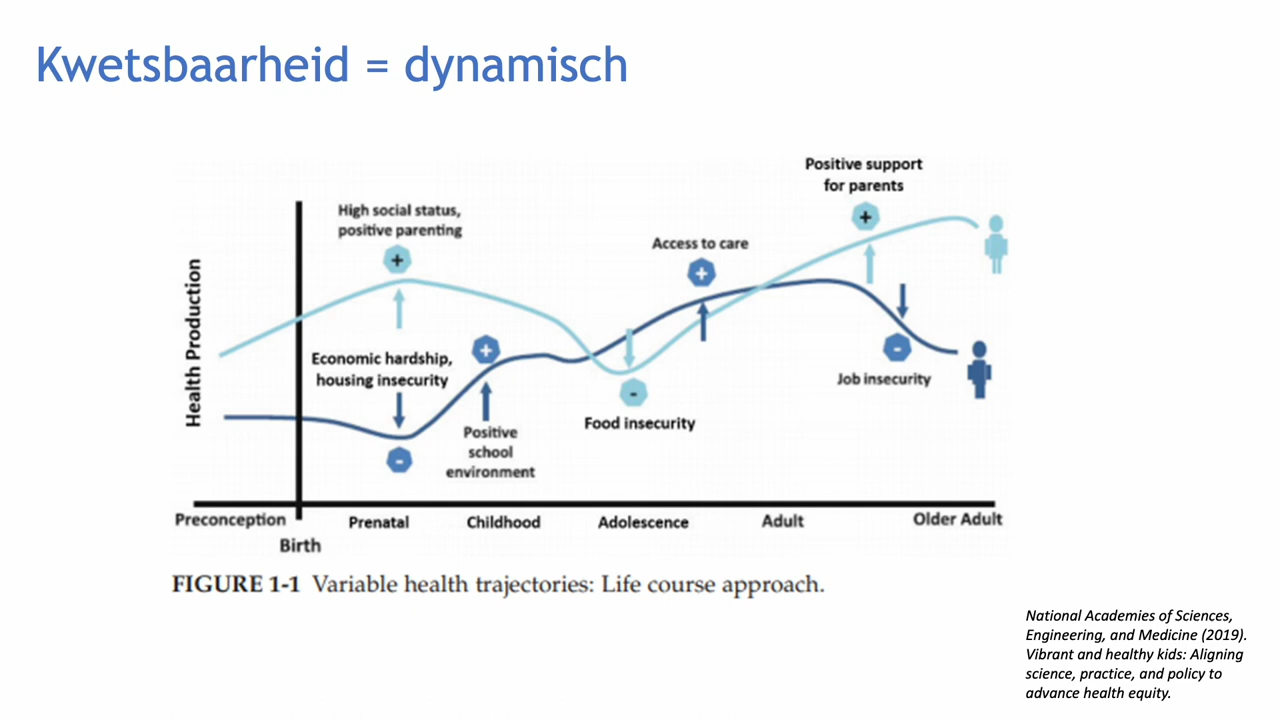 Kwetsbaarheid = dynamisch
Positive support
for parents
+
High social status,
positive parenting
+
Access to care
+
Health Production
Economic hardship,
housing insecurity
-
+
Positive
school
environment
-
Food insecurity
-
Job insecurity
Preconception
Birth
Prenatal
Childhood
Adolescence
Adult
Older Adult
FIGURE 1-1 Variable health trajectories: Life course approach.
National Academies of Sciences,
Engineering, and Medicine (2019).
Vibrant and healthy kids: Aligning
science, practice, and policy to
advance health equity.